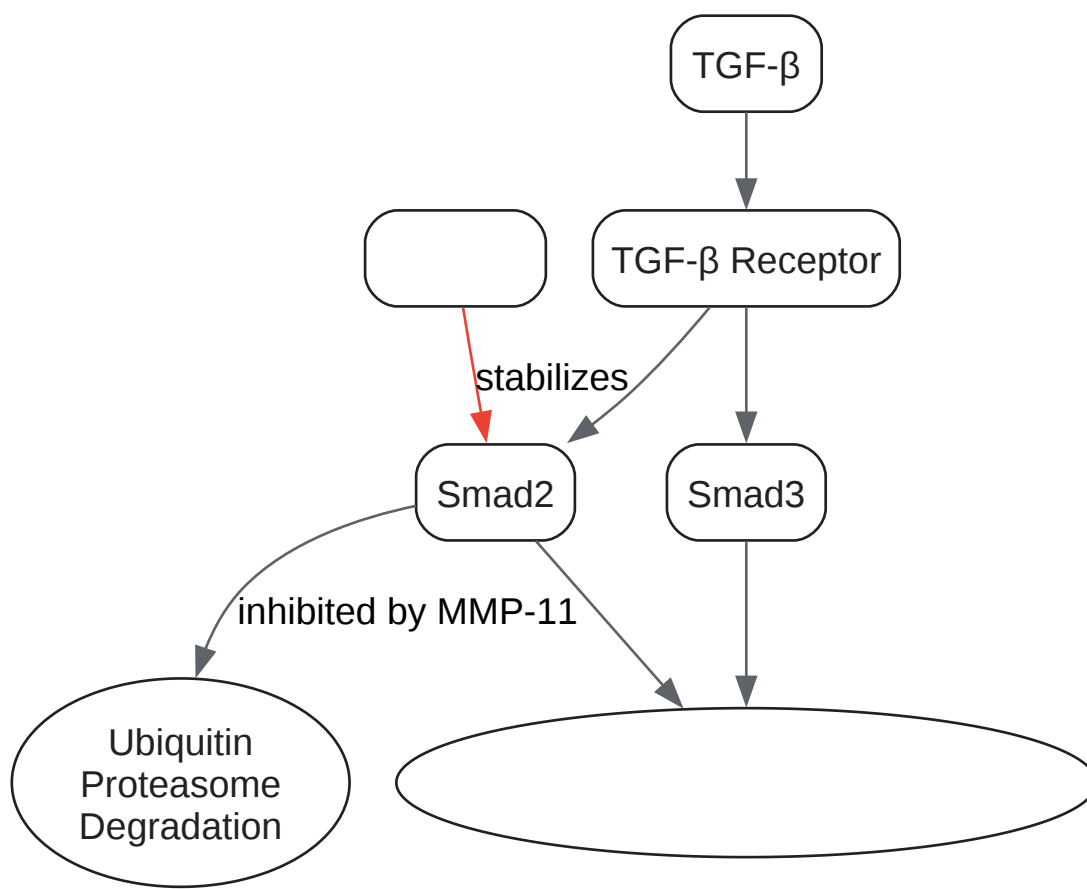 TGF-β
TGF-β Receptor
stabilizes
Smad2
Smad3
inhibited by MMP-11
Ubiquitin
Proteasome
Degradation